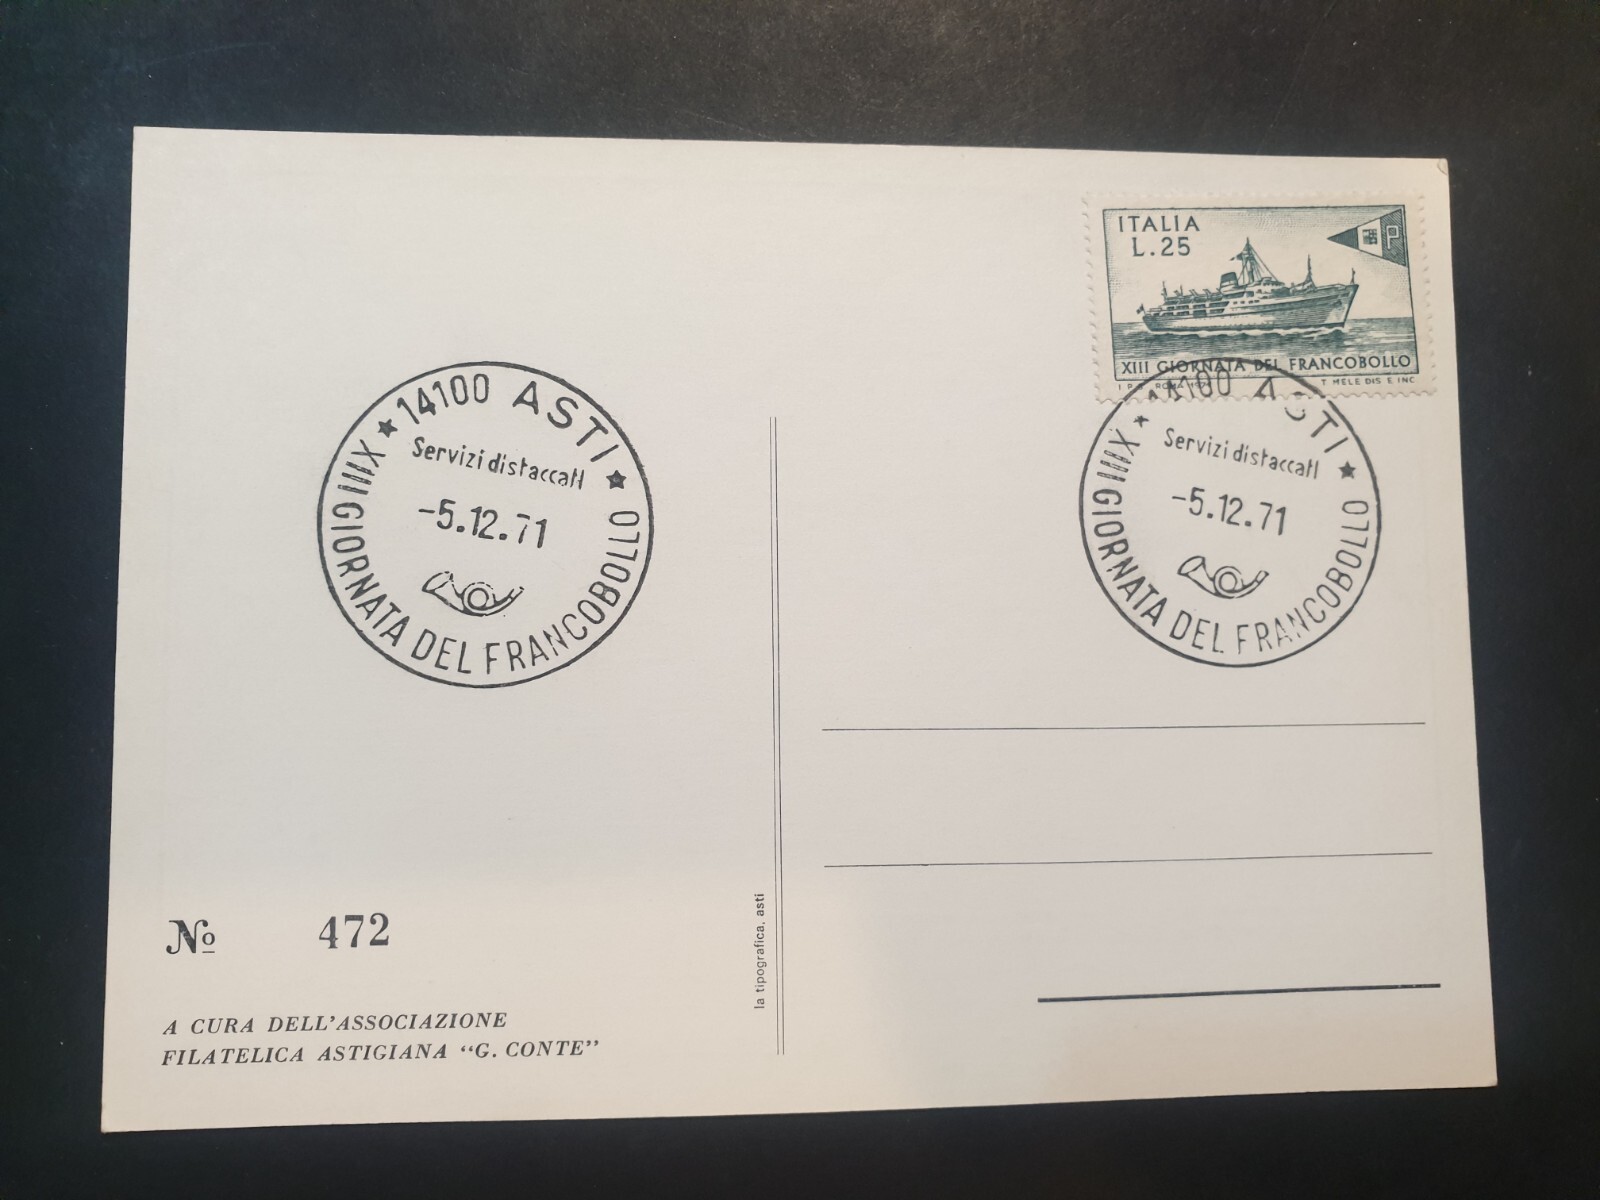 ITALIA
L.25
P
XIII GIORNATA DEL FRANCOBOLLO
T. MELE DIS E INC
14100 ASTI
Servizi distaccati
-5.12.71
XIII GIORNATA DEL FRANCOBOLLO
14100 ASTI
Servizi distaccati
-5.12.71
XIII GIORNATA DEL FRANCOBOLLO
No 472
A CURA DELL'ASSOCIAZIONE
FILATELICA ASTIGIANA "G. CONTE"
la tipografica, asti